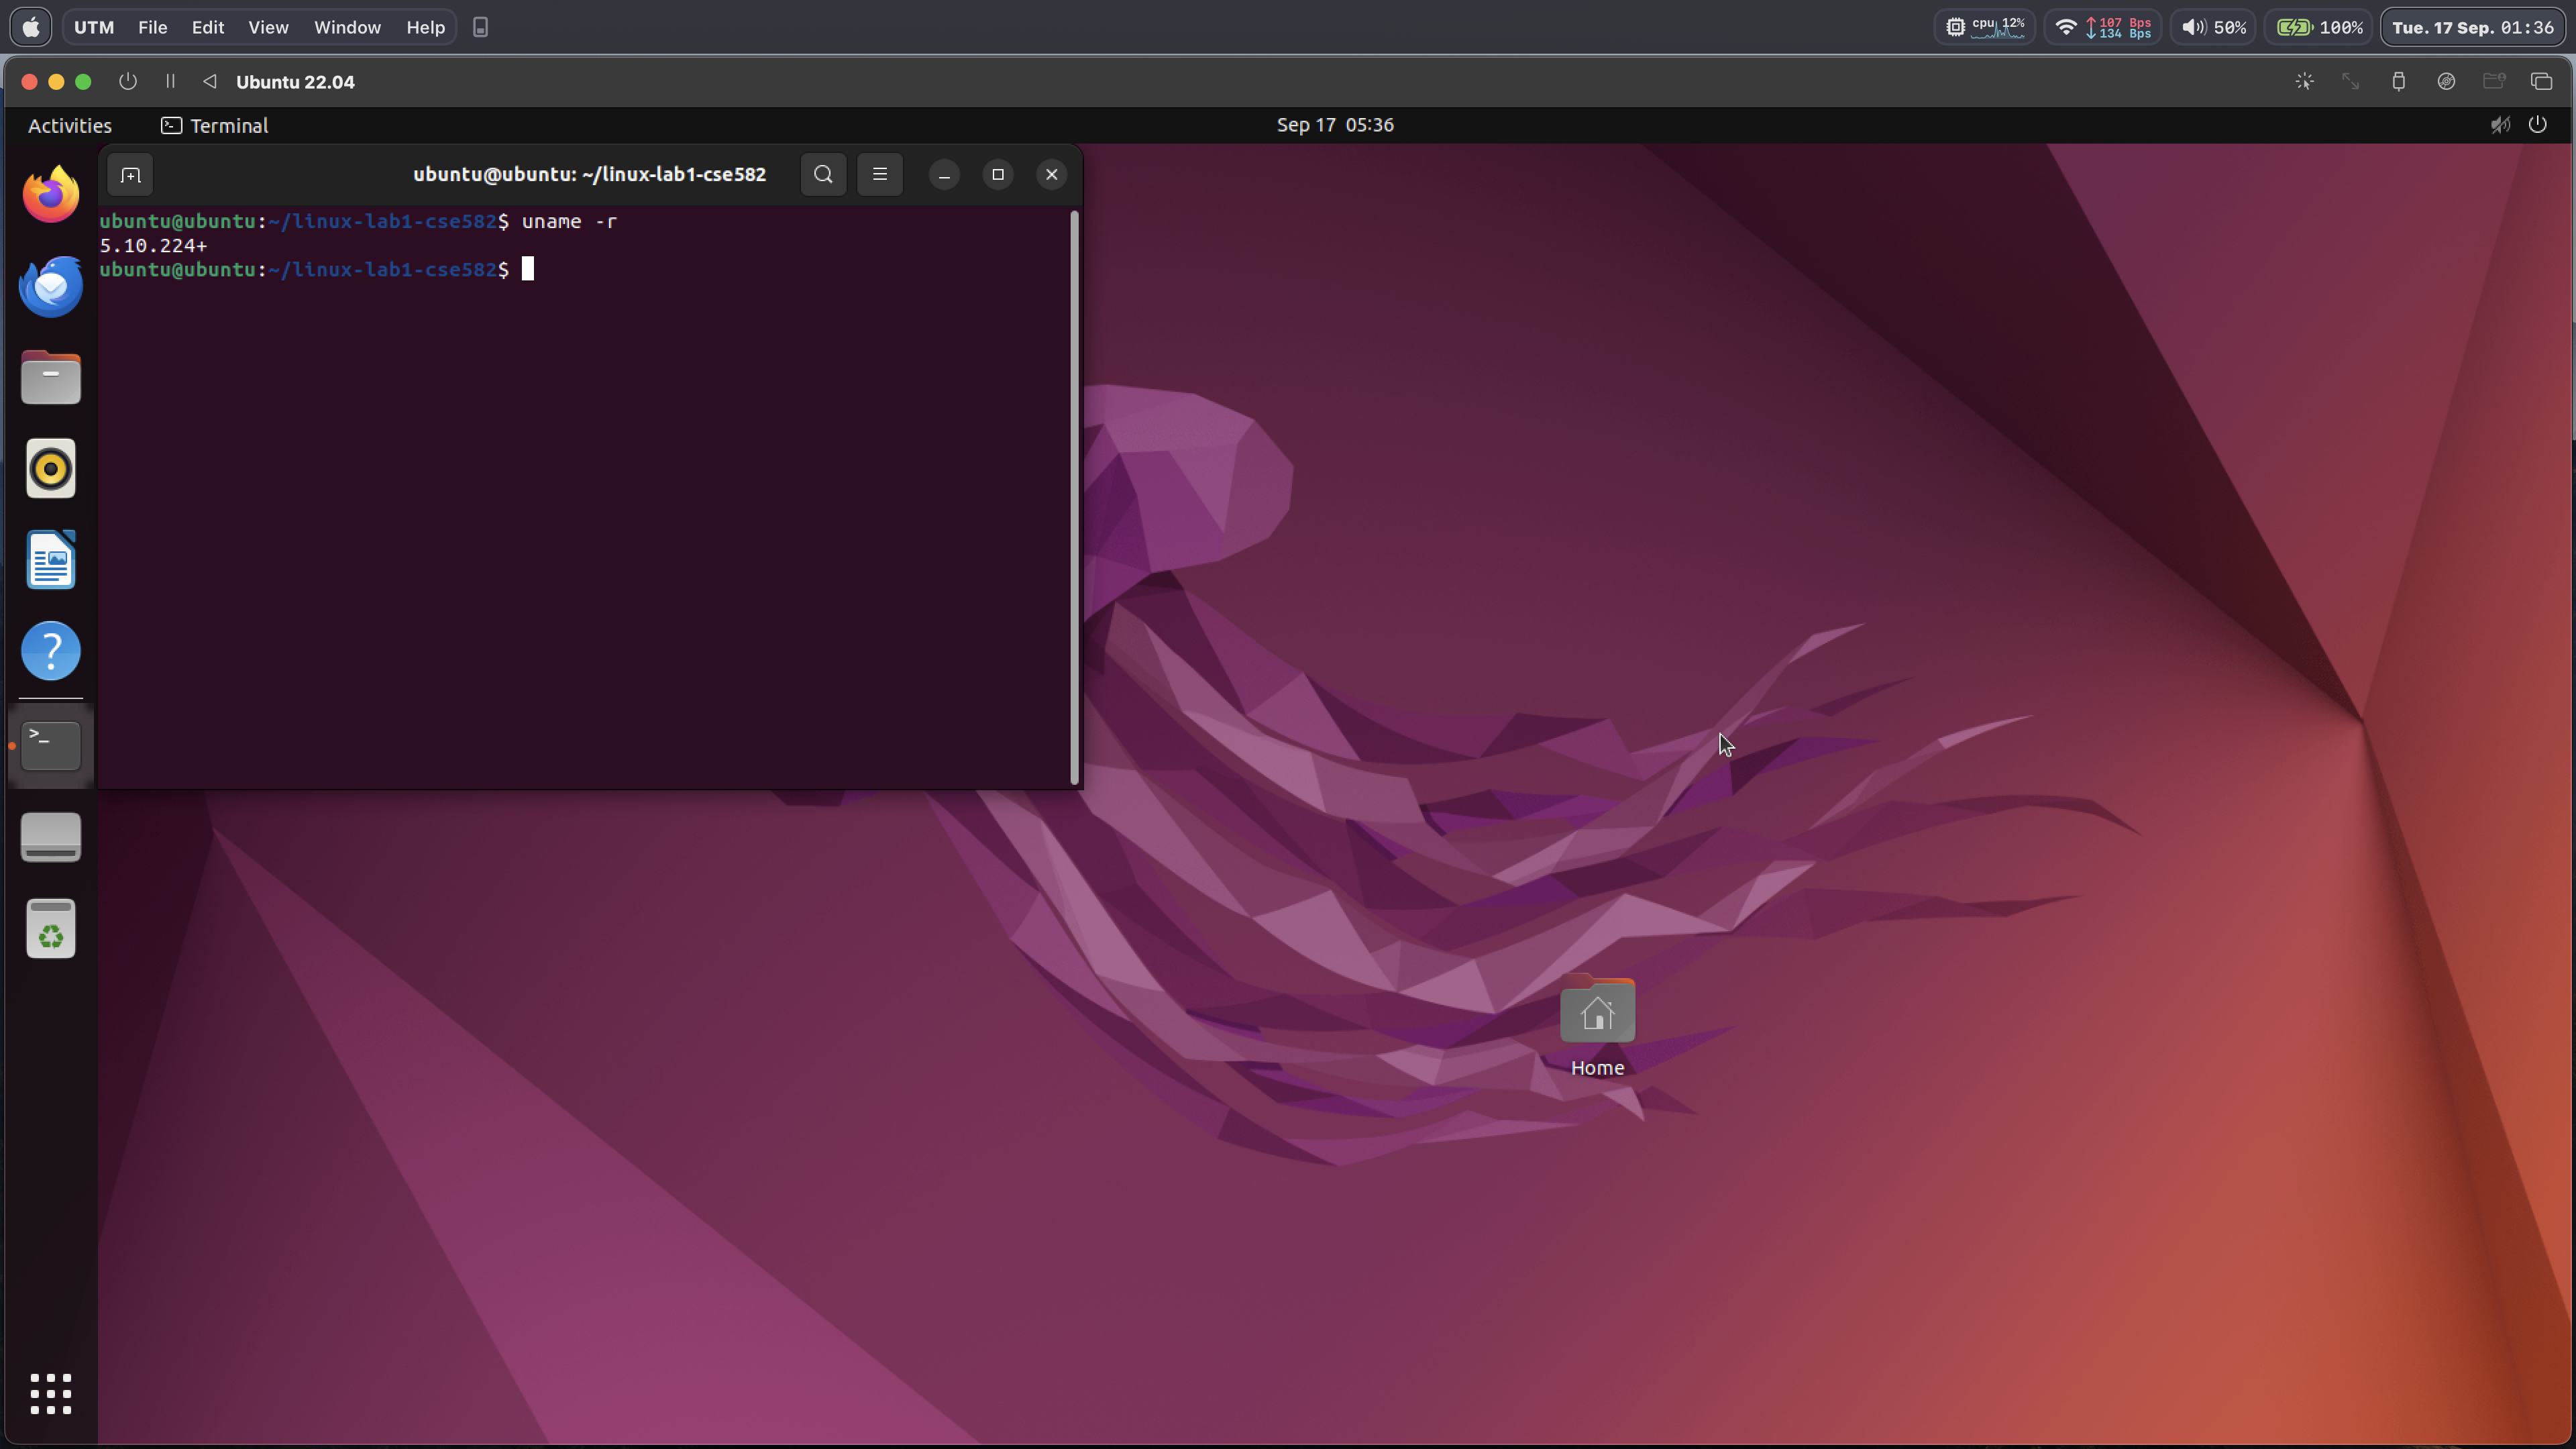 UTM File Edit View Window Help
cpu 12%
107 Bps
134 Bps
50%
100%
Tue. 17 Sep. 01:36
Ubuntu 22.04
Activities
Terminal
Sep 17 05:36
ubuntu@ubuntu: ~/linux-lab1-cse582
ubuntu@ubuntu:~/linux-lab1-cse582$ uname -r
5.10.224+
ubuntu@ubuntu:~/linux-lab1-cse582$
Home